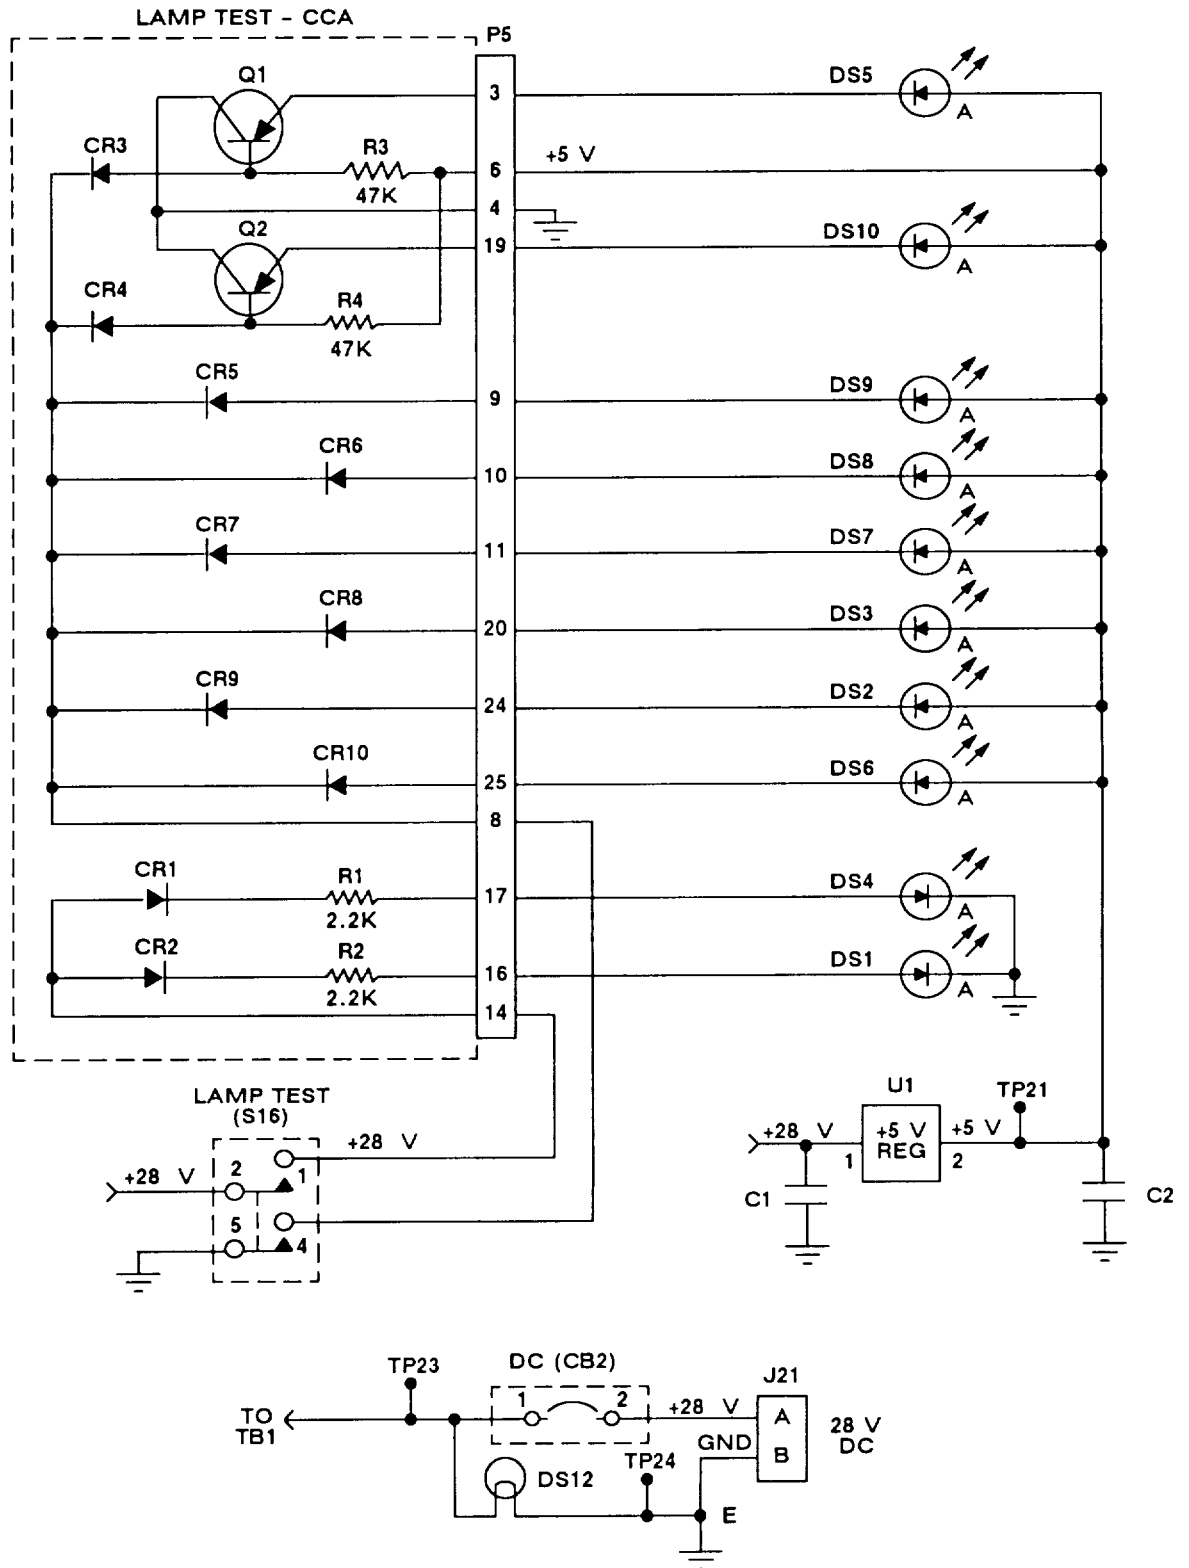 LAMP TEST - CCA
P5
Q1
3
DS5
A
CR3
R3
47K
6
+5 V
4
Q2
19
DS10
A
CR4
R4
47K
CR5
9
DS9
A
CR6
10
DS8
A
CR7
11
DS7
A
CR8
20
DS3
A
CR9
24
DS2
A
CR10
25
DS6
A
8
CR1
R1
2.2K
17
DS4
A
CR2
R2
2.2K
16
DS1
A
14
LAMP TEST
(S16)
+28 V
+28 V
2
1
5
4
U1
TP21
+28 V
1
+5 V
REG
+5 V
2
C1
C2
TP23
DC (CB2)
J21
TO
TB1
1
2
+28 V
A
28 V
DC
GND
B
TP24
DS12
E